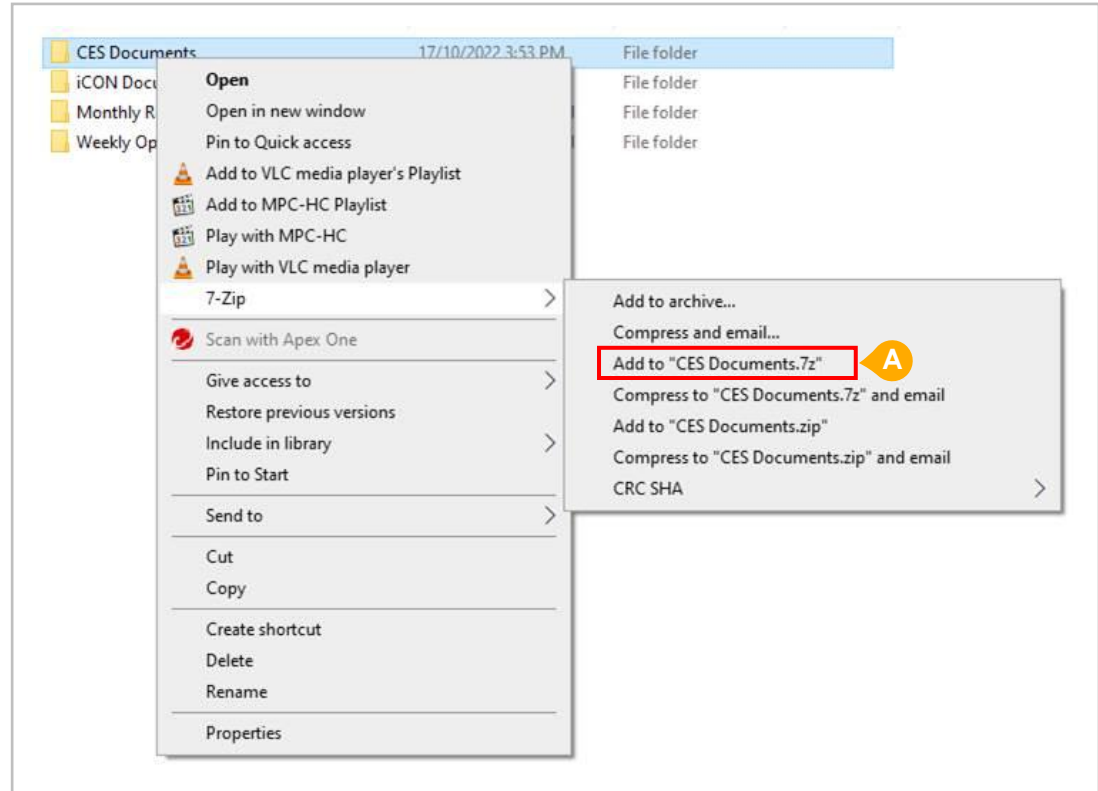 CES Documents 17/10/2022 3:53 PM File folder
iCON Docu File folder
Monthly R File folder
Weekly Op File folder
Open
Open in new window
Pin to Quick access
Add to VLC media player's Playlist
Add to MPC-HC Playlist
Play with MPC-HC
Play with VLC media player
7-Zip
Scan with Apex One
Give access to
Restore previous versions
Include in library
Pin to Start
Send to
Cut
Copy
Create shortcut
Delete
Rename
Properties
Add to archive...
Compress and email...
Add to "CES Documents.7z"
A
Compress to "CES Documents.7z" and email
Add to "CES Documents.zip"
Compress to "CES Documents.zip" and email
CRC SHA